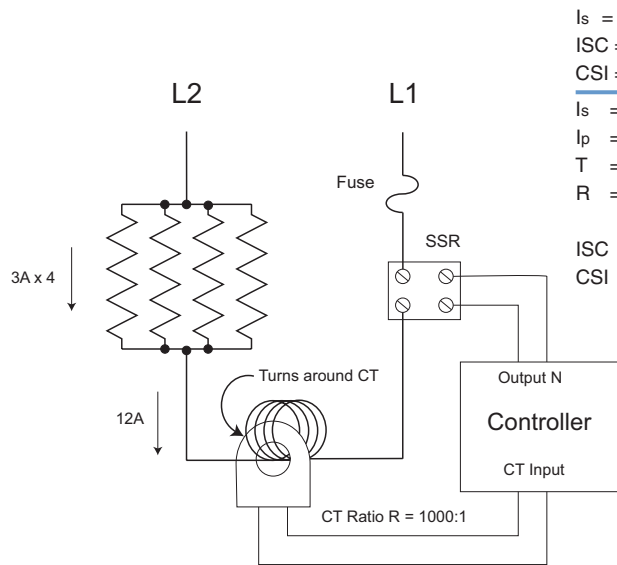 Is =
ISC =
CSI =
Is =
Ip =
T =
R =
ISC
CSI
L2
L1
Fuse
SSR
3A x 4
Turns around CT
Output N
12A
Controller
CT Input
CT Ratio R = 1000:1